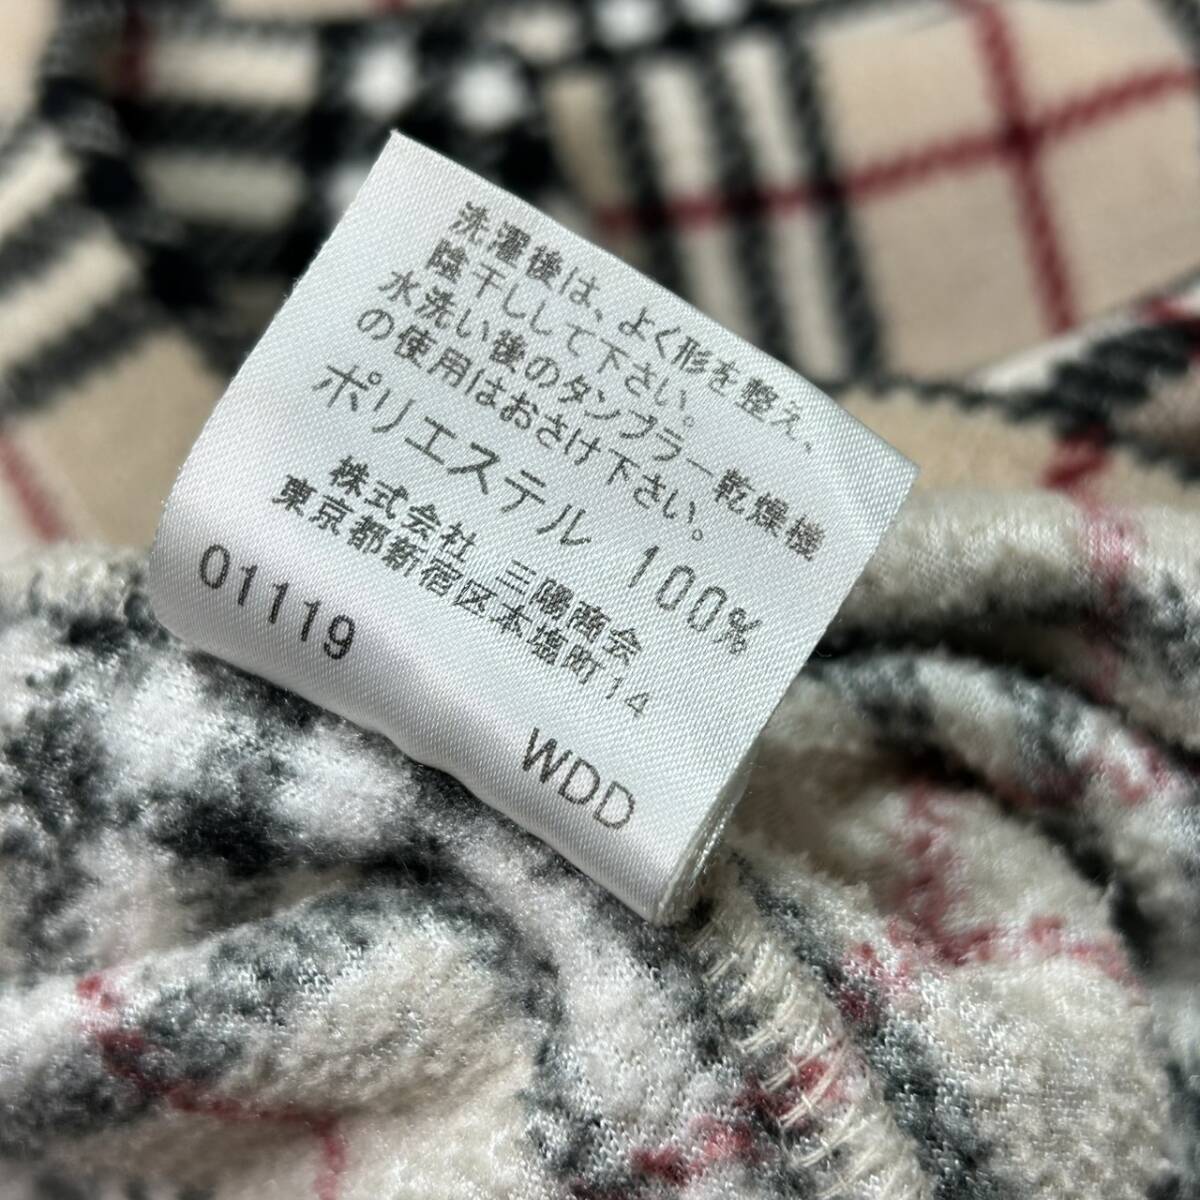 洗濯後は、よく形を整え、
陰干しして下さい。
水洗い後のタンブラー乾燥機
の使用はおさけ下さい。
ポリエステル 100%
株式会社 三陽商会
東京都新宿区本塩町14
01119 WDD